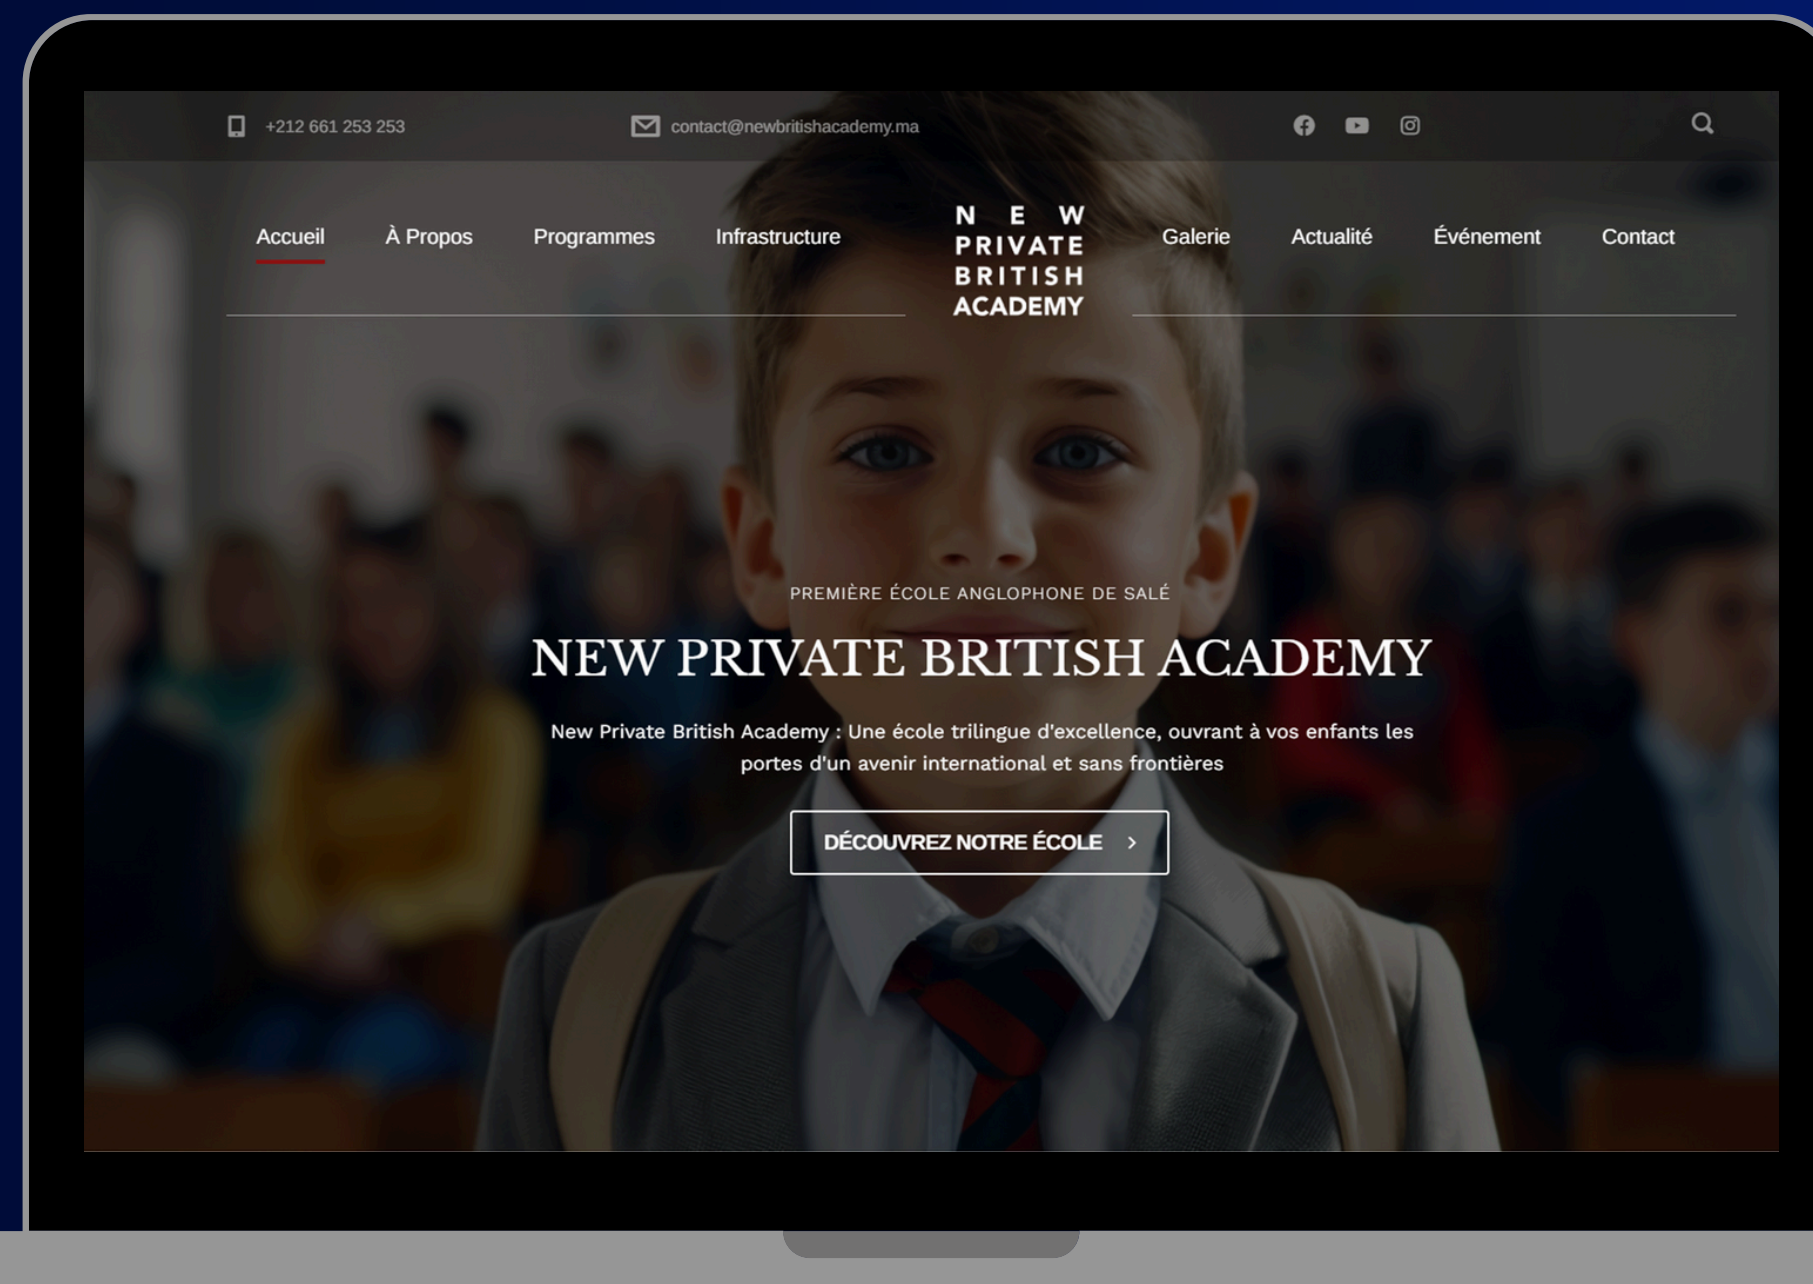 +212 661 253 253
contact@newbritishacademy.ma
Accueil
À Propos
Programmes
Infrastructure
NEW
PRIVATE
BRITISH
ACADEMY
Galerie
Actualité
Événement
Contact
PREMIÈRE ÉCOLE ANGLOPHONE DE SALÉ
NEW PRIVATE BRITISH ACADEMY
New Private British Academy : Une école trilingue d'excellence, ouvrant à vos enfants les
portes d'un avenir international et sans frontières
DÉCOUVREZ NOTRE ÉCOLE